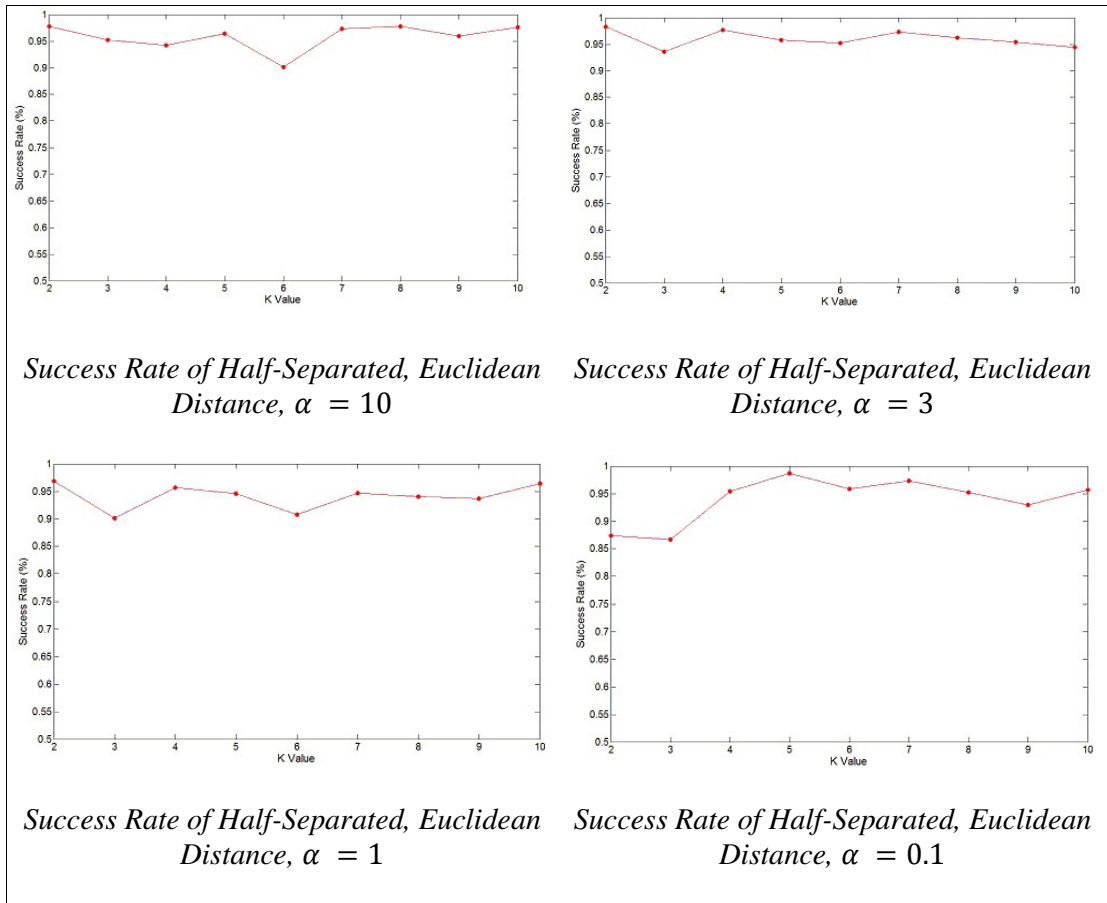 1
0.95
0.9
0.85
0.8
0.75
0.7
0.65
0.6
0.55
0.5
Success Rate (%)
2 3 4 5 6 7 8 9 10
K Value
Success Rate of Half-Separated, Euclidean
Distance, α = 10
1
0.95
0.9
0.85
0.8
0.75
0.7
0.65
0.6
0.55
0.5
Success Rate (%)
2 3 4 5 6 7 8 9 10
K Value
Success Rate of Half-Separated, Euclidean
Distance, α = 3
1
0.95
0.9
0.85
0.8
0.75
0.7
0.65
0.6
0.55
0.5
Success Rate (%)
2 3 4 5 6 7 8 9 10
K Value
Success Rate of Half-Separated, Euclidean
Distance, α = 1
1
0.95
0.9
0.85
0.8
0.75
0.7
0.65
0.6
0.55
0.5
Success Rate (%)
2 3 4 5 6 7 8 9 10
K Value
Success Rate of Half-Separated, Euclidean
Distance, α = 0.1